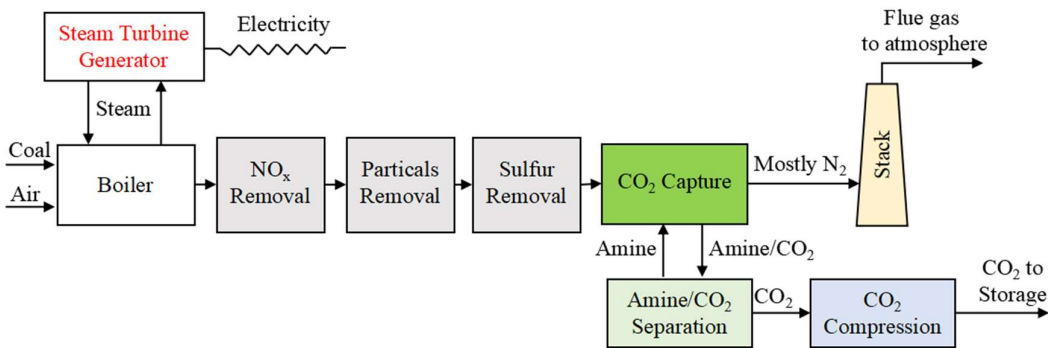 Electricity
Steam Turbine
Generator
Flue gas
to atmosphere
Steam
Coal
Air
Boiler
NOₓ
Removal
Particals
Removal
Sulfur
Removal
CO₂ Capture
Mostly N₂
Stack
Amine
Amine/CO₂
Amine/CO₂
Separation
CO₂
CO₂
Compression
CO₂ to
Storage